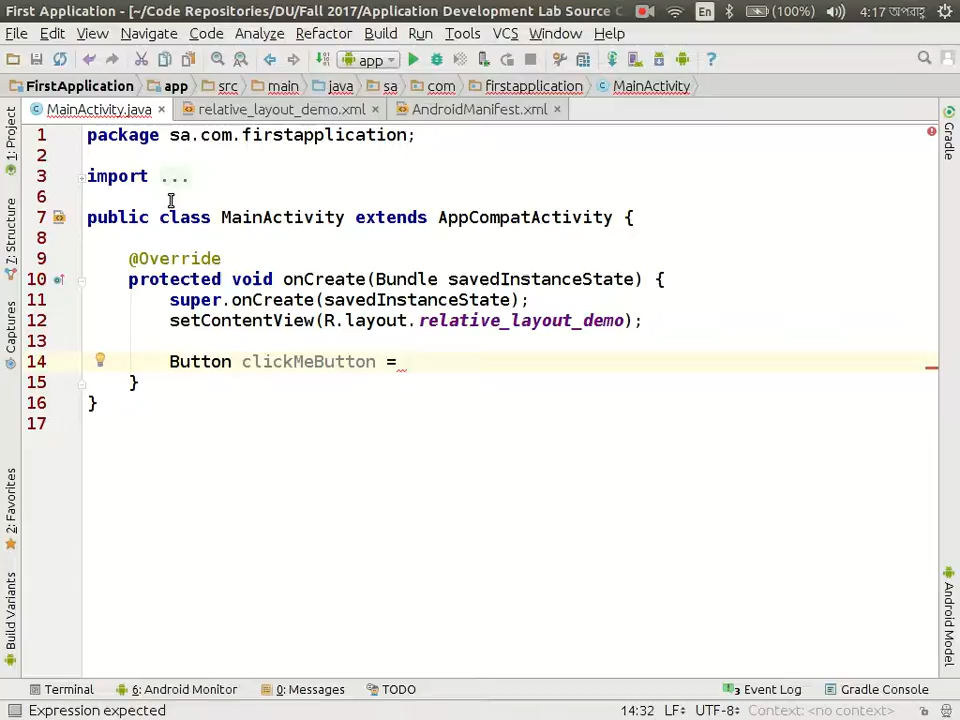 First Application - [~/Code Repositories/DU/Fall 2017/Application Development Lab Source C En (100%) 4:17 অপরাহ্ণ
File Edit View Navigate Code Analyze Refactor Build Run Tools VCS Window Help
app
FirstApplication app src main java sa com firstapplication MainActivity
MainActivity.java × relative_layout_demo.xml × AndroidManifest.xml ×
1 package sa.com.firstapplication;
2
3 import ...
6
7 public class MainActivity extends AppCompatActivity {
8
9 @Override
10 protected void onCreate(Bundle savedInstanceState) {
11 super.onCreate(savedInstanceState);
12 setContentView(R.layout.relative_layout_demo);
13
14 Button clickMeButton =
15 }
16 }
17
1: Project
7: Structure
Captures
2: Favorites
Build Variants
Gradle
Android Model
Terminal 6: Android Monitor 0: Messages TODO 3 Event Log Gradle Console
Expression expected 14:32 LF÷ UTF-8÷ Context: <no context>